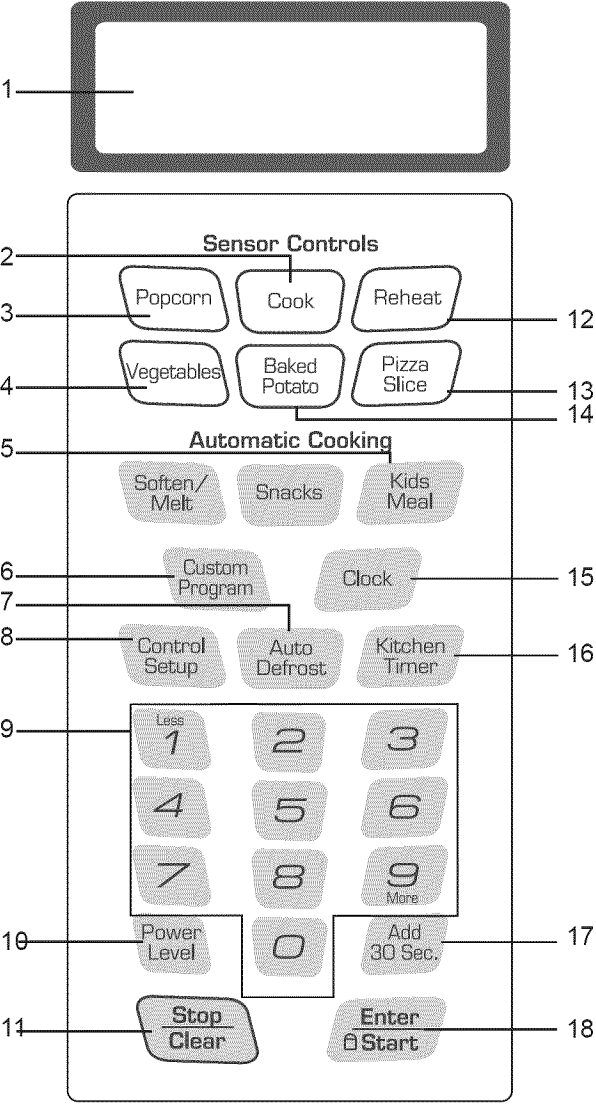 1
Sensor Controls
2
Popcorn Cook Reheat
3 12
Vegetables Baked Potato Pizza Slice
4 13
14
Automatic Cooking
5
Soften/ Melt Snacks Kids Meal
6 Custom Program Clock 15
7
8 Control Setup Auto Defrost Kitchen Timer 16
9 Less
1 2 3
4 5 6
7 8 9
More
10 Power Level 0 Add 30 Sec. 17
11 Stop Clear Enter Start 18